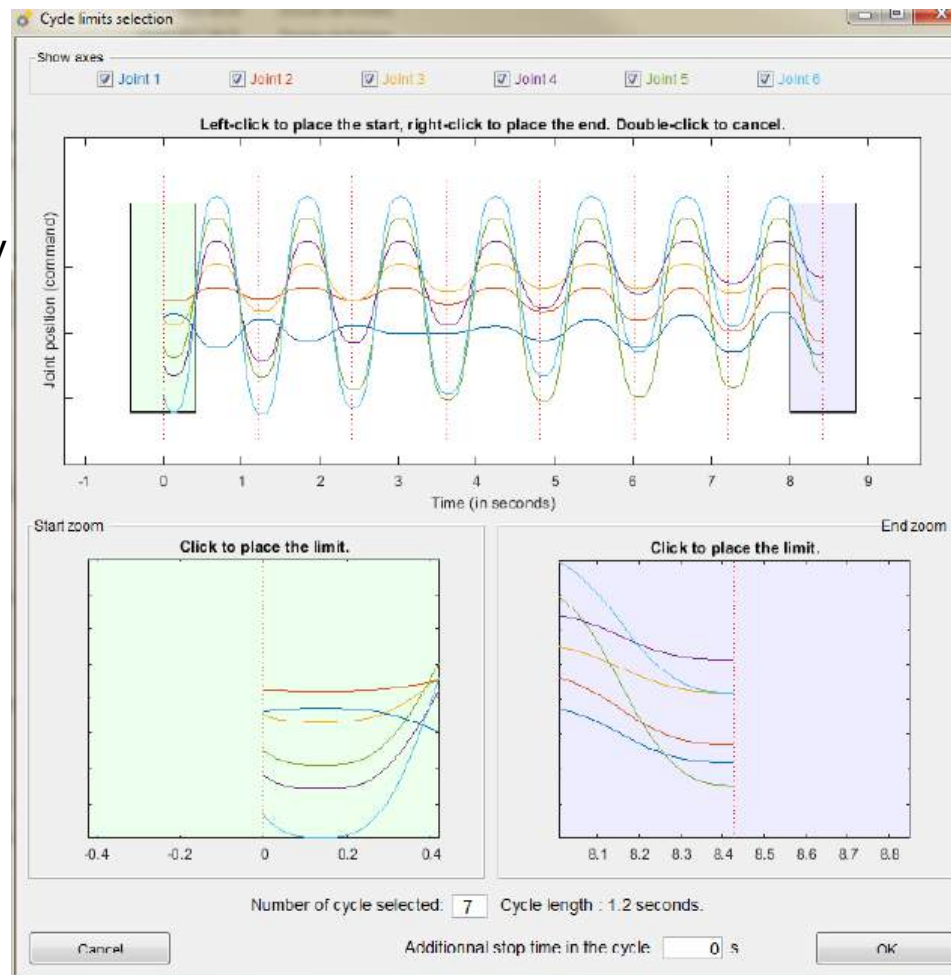 Cycle limits selection
Show axes
Joint 1 Joint 2 Joint 3 Joint 4 Joint 5 Joint 6
Left-click to place the start, right-click to place the end. Double-click to cancel.
y
Joint position (command)
-1 0 1 2 3 4 5 6 7 8 9
Time (in seconds)
Start zoom
Click to place the limit.
-0.4 -0.2 0 0.2 0.4
End zoom
Click to place the limit.
8.1 8.2 8.3 8.4 8.5 8.6 8.7 8.8
Number of cycle selected: 7 Cycle length : 1.2 seconds.
Cancel
Additionnal stop time in the cycle 0 s
OK